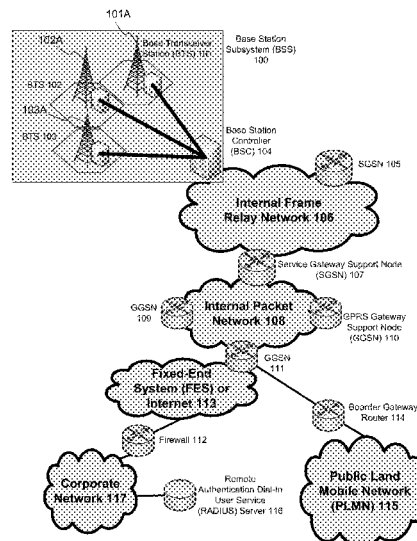 101A
102A
Base Transceiver
Station (BTS) 101
Base Station
Subsystem (BSS)
100
BTS 102
103A
BTS 103
Base Station
Controller
(BSC) 104
SGSN 105
Internal Frame
Relay Network 106
Service Gateway Support Node
(SGSN) 107
GGSN
109
Internal Packet
Network 108
GPRS Gateway
Support Node
(GGSN) 110
GGSN
111
Fixed-End
System (FES) or
Internet 113
Boarder Gateway
Router 114
Firewall 112
Corporate
Network 117
Remote
Authentication Dial-In
User Service
(RADIUS) Server 116
Public Land
Mobile Network
(PLMN) 115